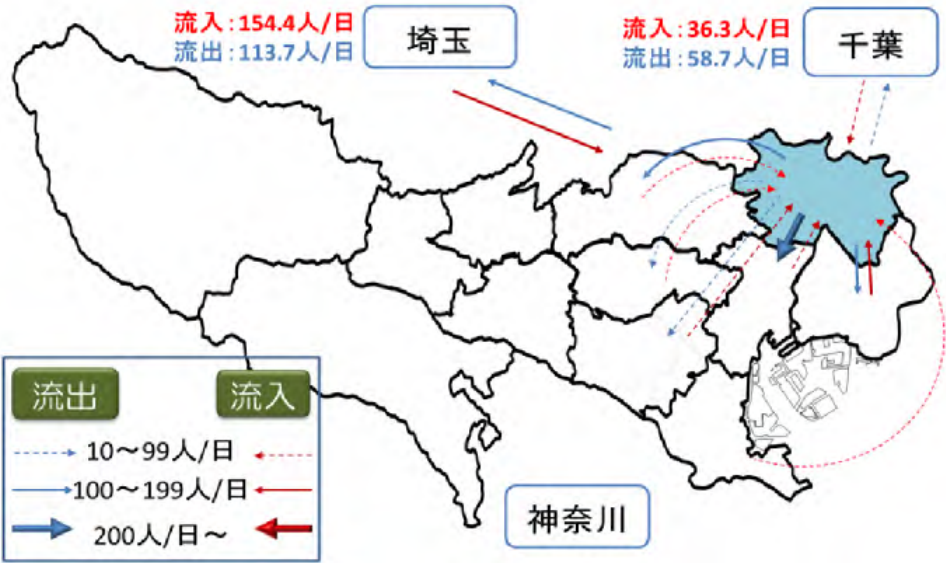 流入：154.4人/日
流出：113.7人/日
埼玉
流入：36.3人/日
流出：58.7人/日
千葉
流出
流入
10～99人/日
100～199人/日
200人/日～
神奈川